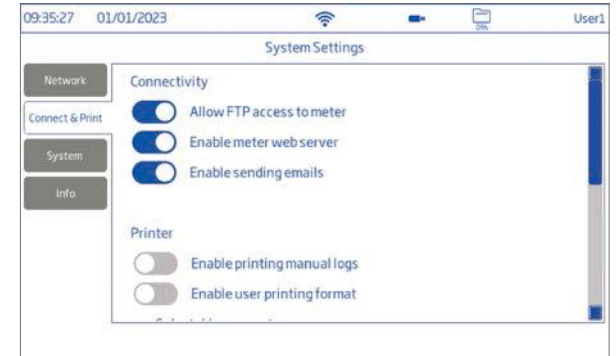 09:35:27 01/01/2023 User1
09%
System Settings
Network
Connect & Print
System
Info
Connectivity
Allow FTP access to meter
Enable meter web server
Enable sending emails
Printer
Enable printing manual logs
Enable user printing format